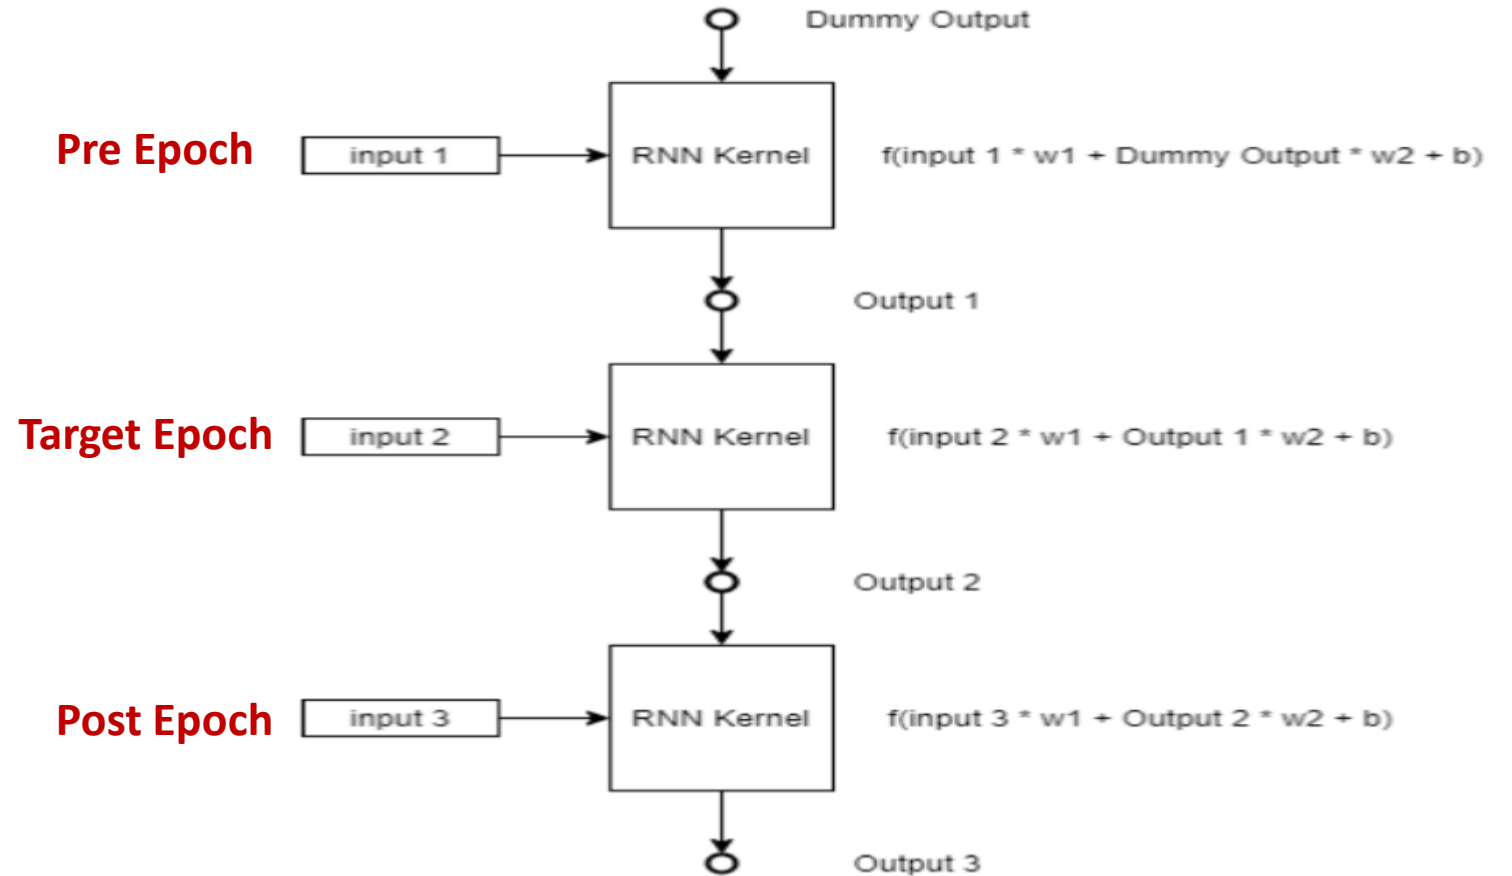 Dummy Output
Pre Epoch
input 1
RNN Kernel
f(input 1 * w1 + Dummy Output * w2 + b)
Output 1
Target Epoch
input 2
RNN Kernel
f(input 2 * w1 + Output 1 * w2 + b)
Output 2
Post Epoch
input 3
RNN Kernel
f(input 3 * w1 + Output 2 * w2 + b)
Output 3